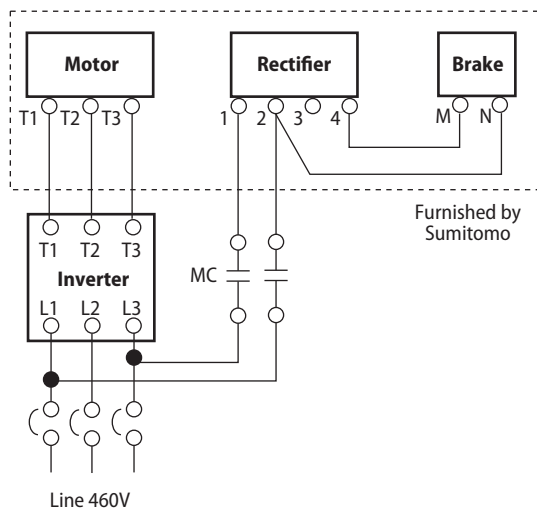 Motor Rectifier Brake
T1 T2 T3 1 2 3 4 M N
Furnished by
Sumitomo
T1 T2 T3
Inverter
MC
L1 L2 L3
Line 460V